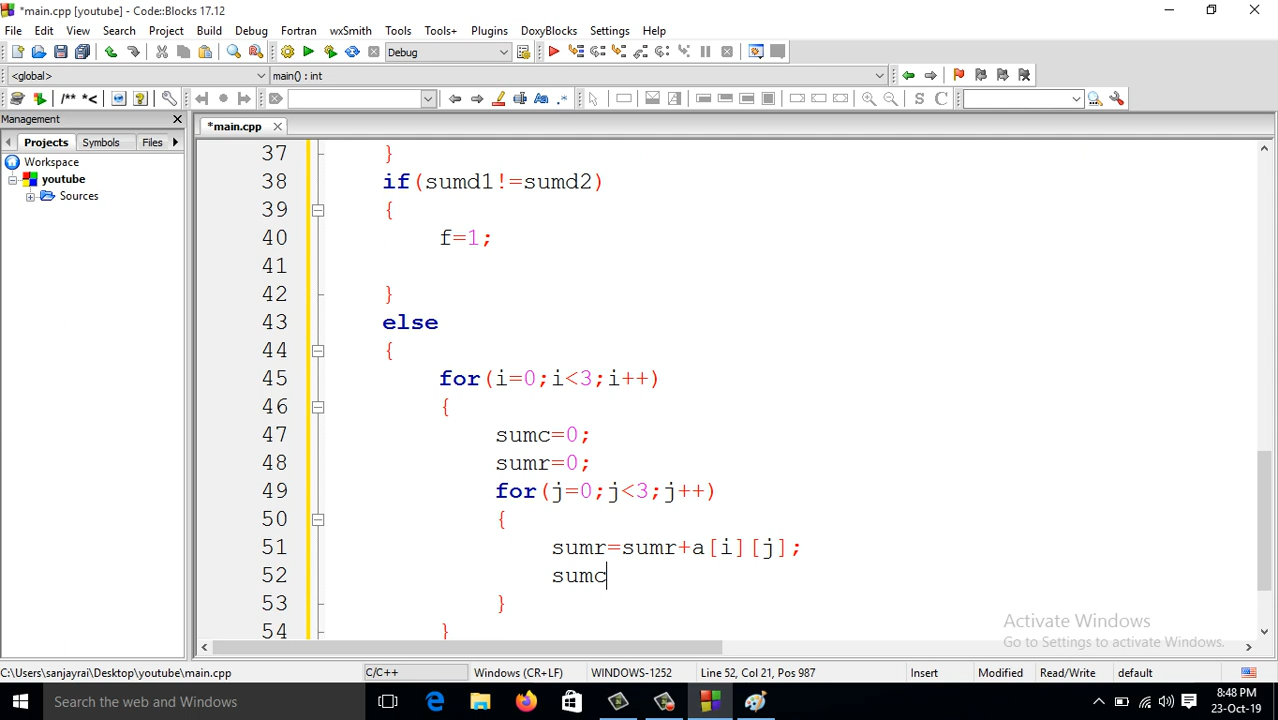 *main.cpp [youtube] - Code::Blocks 17.12
File Edit View Search Project Build Debug Fortran wxSmith Tools Tools+ Plugins DoxyBlocks Settings Help
Debug
<global> main() : int
/** *< Aa .* S C
Management
Projects Symbols Files
*main.cpp
Workspace
youtube
Sources
37 }
38 if(sumd1!=sumd2)
39 {
40 f=1;
41
42 }
43 else
44 {
45 for(i=0;i<3;i++)
46 {
47 sumc=0;
48 sumr=0;
49 for(j=0;j<3;j++)
50 {
51 sumr=sumr+a[i][j];
52 sumc
53 }
54 }
Activate Windows
Go to Settings to activate Windows.
C:\Users\sanjayrai\Desktop\youtube\main.cpp C/C++ Windows (CR+LF) WINDOWS-1252 Line 52, Col 21, Pos 987 Insert Modified Read/Write default
Search the web and Windows
8:48 PM
23-Oct-19